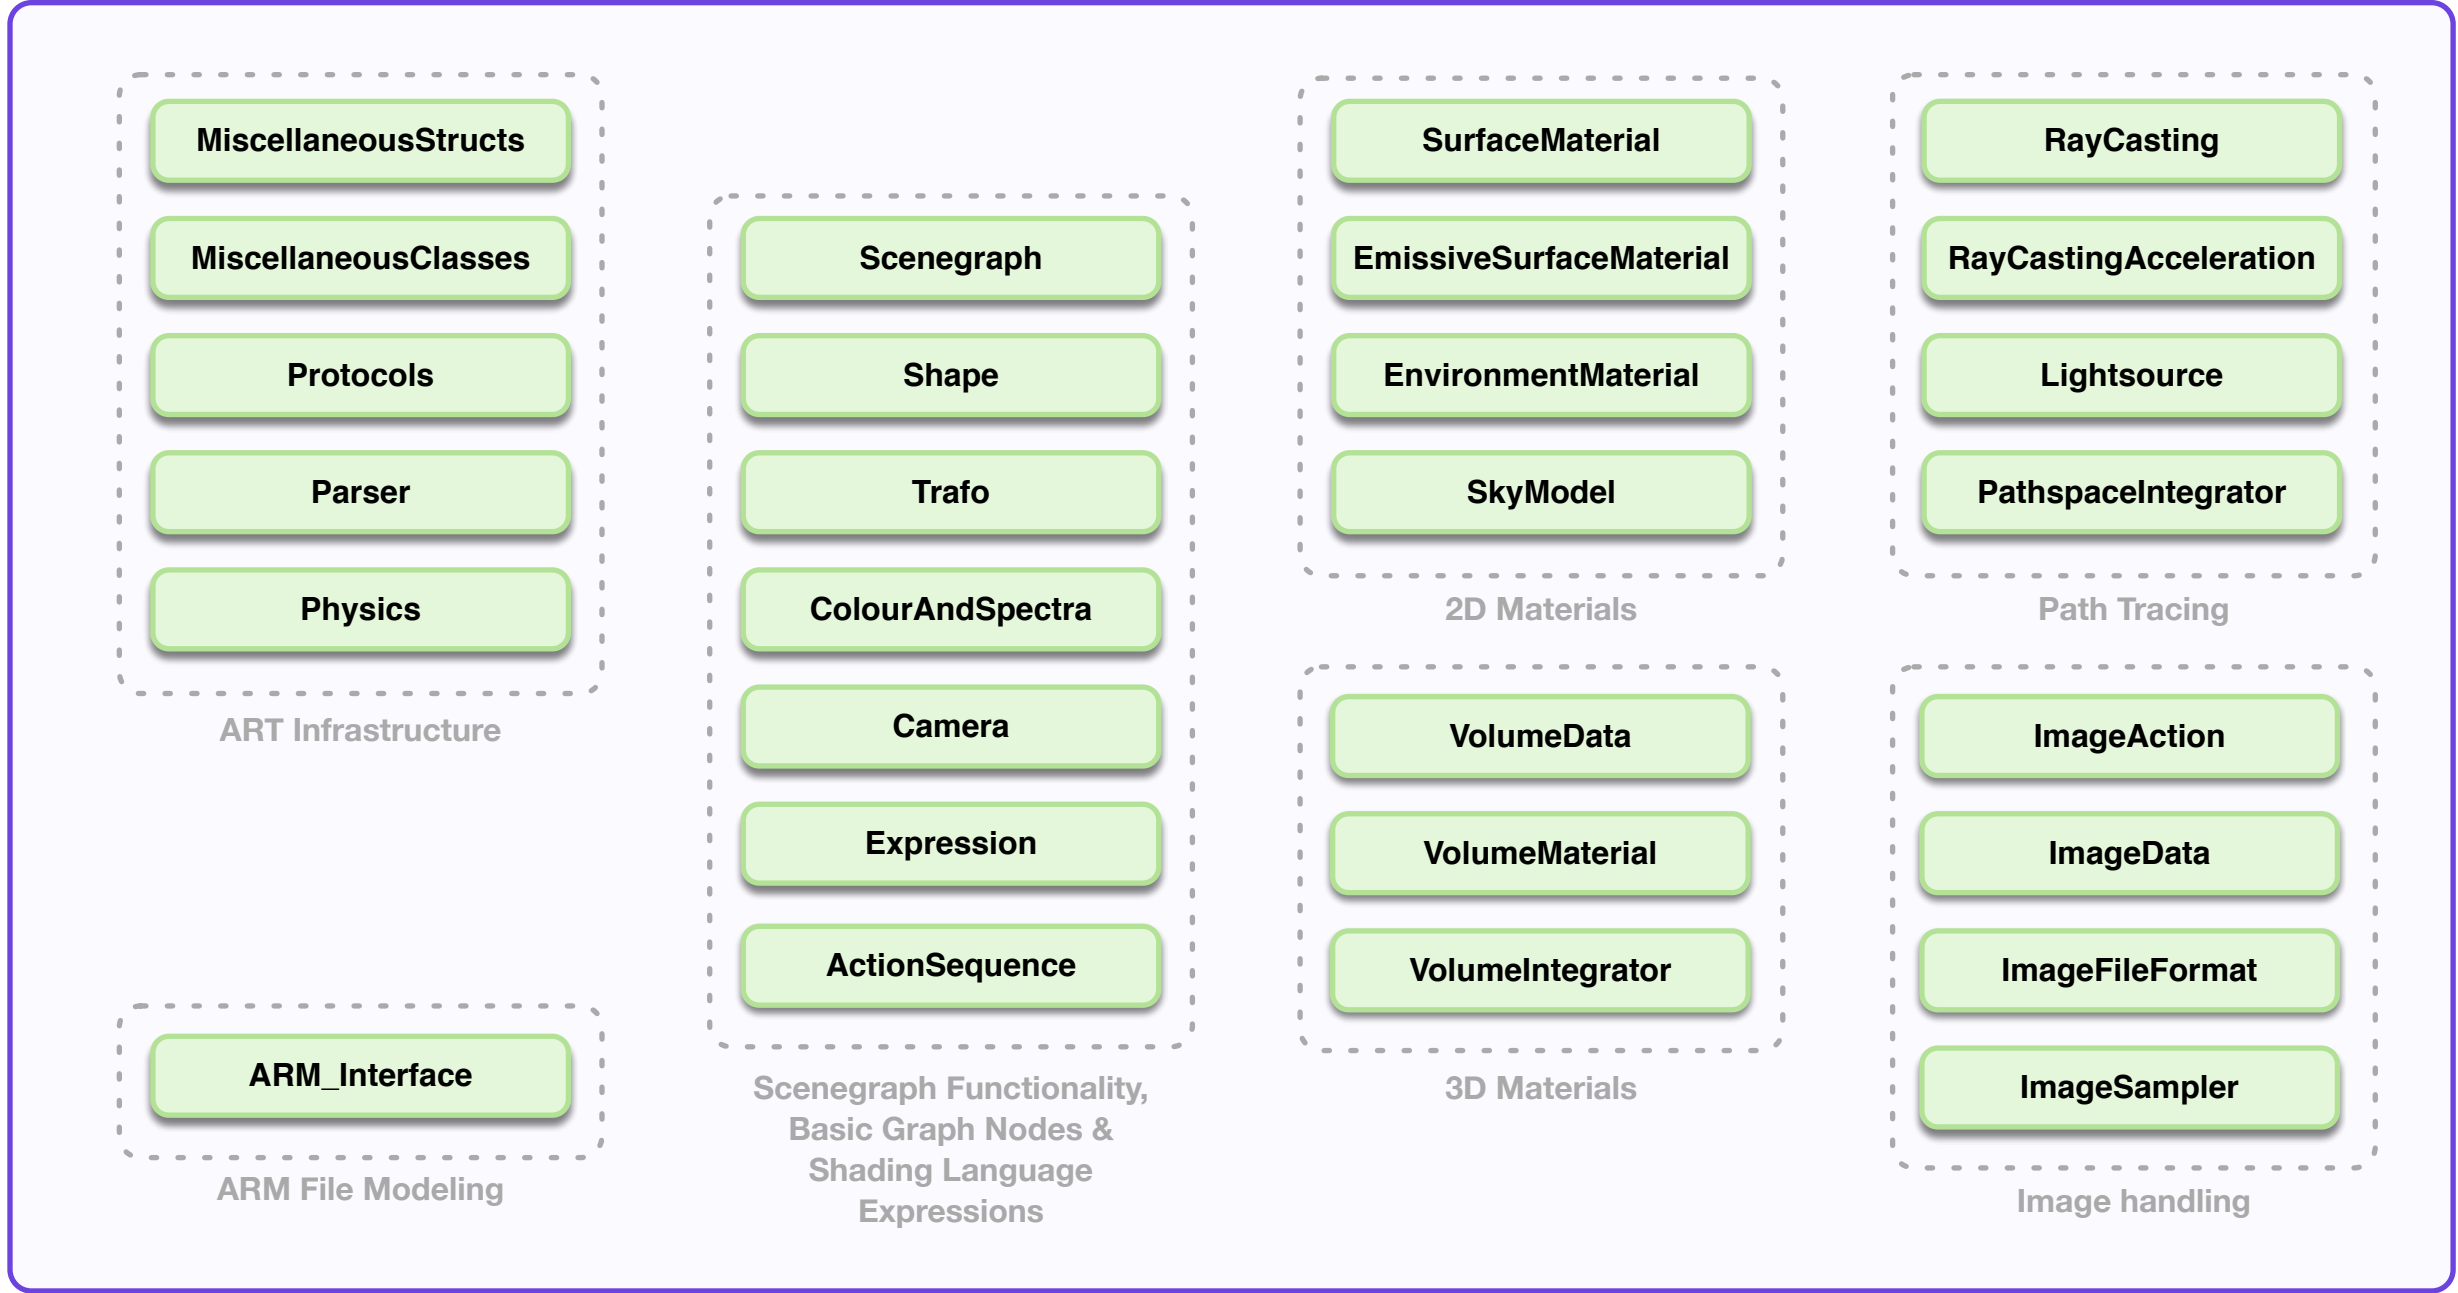 MiscellaneousStructs
MiscellaneousClasses
Protocols
Parser
Physics
ART Infrastructure
ARM_Interface
ARM File Modeling
Scenegraph
Shape
Trafo
ColourAndSpectra
Camera
Expression
ActionSequence
Scenegraph Functionality,
Basic Graph Nodes &
Shading Language
Expressions
SurfaceMaterial
EmissiveSurfaceMaterial
EnvironmentMaterial
SkyModel
2D Materials
VolumeData
VolumeMaterial
VolumeIntegrator
3D Materials
RayCasting
RayCastingAcceleration
Lightsource
PathspaceIntegrator
Path Tracing
ImageAction
ImageData
ImageFileFormat
ImageSampler
Image handling